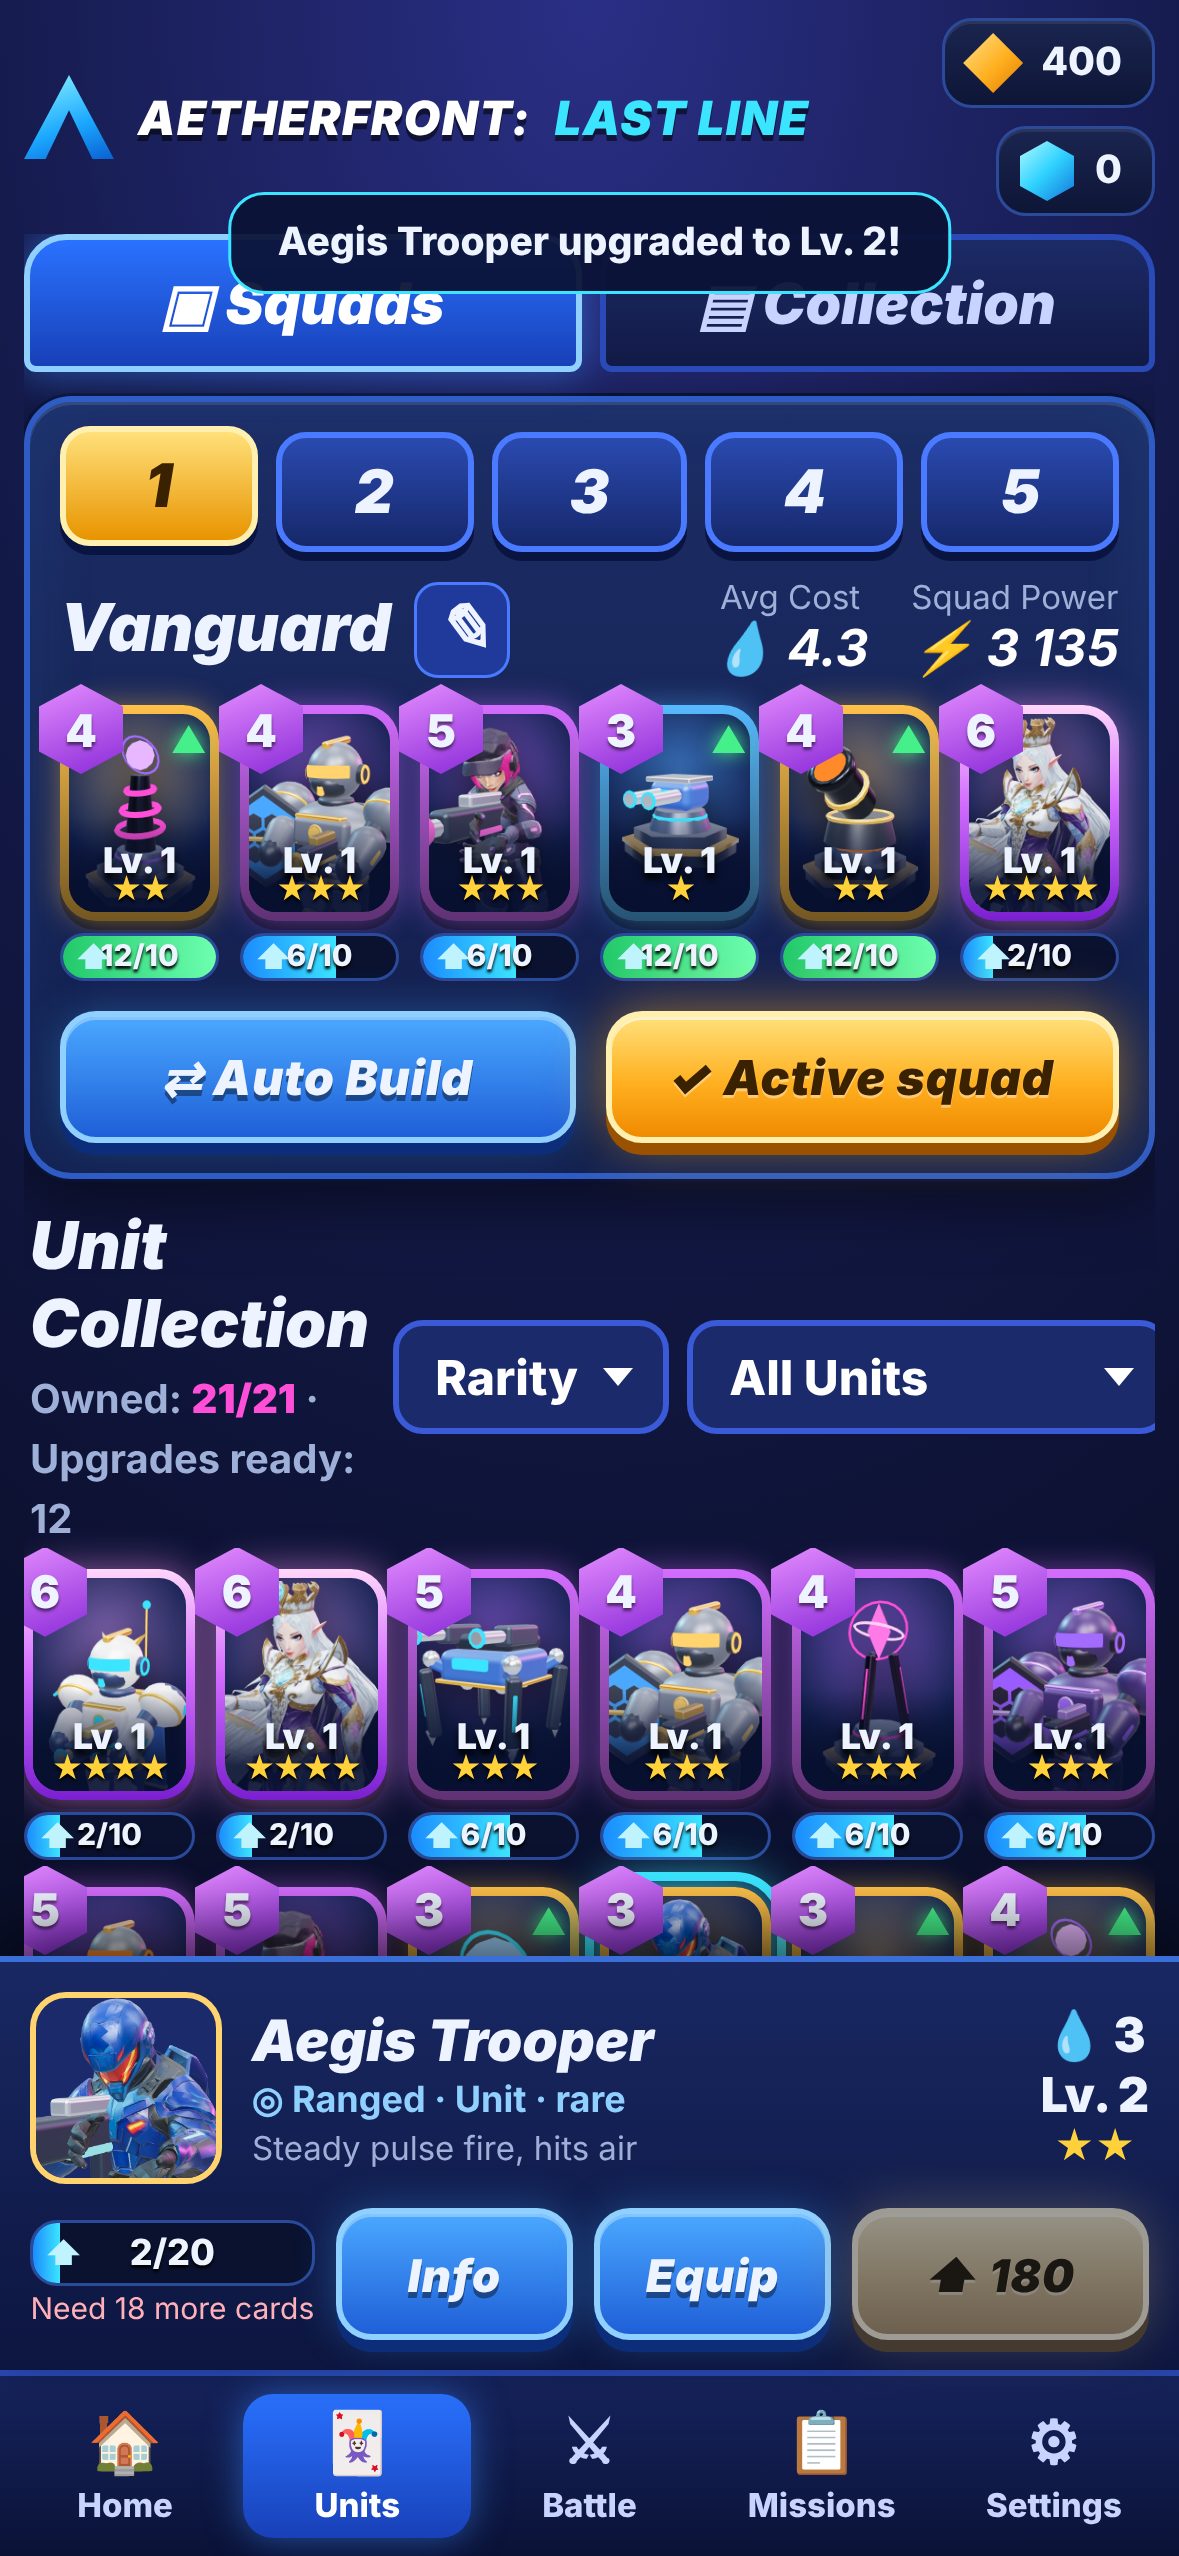 400
AETHERFRONT: LAST LINE
0
Aegis Trooper upgraded to Lv. 2!
Squads
Collection
1
2
3
4
5
Vanguard
Avg Cost
4.3
Squad Power
3 135
4 Lv. 1 12/10
4 Lv. 1 6/10
5 Lv. 1 6/10
3 Lv. 1 12/10
4 Lv. 1 12/10
6 Lv. 1 2/10
Auto Build
Active squad
Unit
Collection
Owned: 21/21 ·
Upgrades ready:
12
Rarity
All Units
6 Lv. 1 2/10
6 Lv. 1 2/10
5 Lv. 1 6/10
4 Lv. 1 6/10
4 Lv. 1 6/10
5 Lv. 1 6/10
5
5
3
3
3
4
Aegis Trooper
Ranged · Unit · rare
Steady pulse fire, hits air
3
Lv. 2
2/20
Need 18 more cards
Info
Equip
180
Home
Units
Battle
Missions
Settings